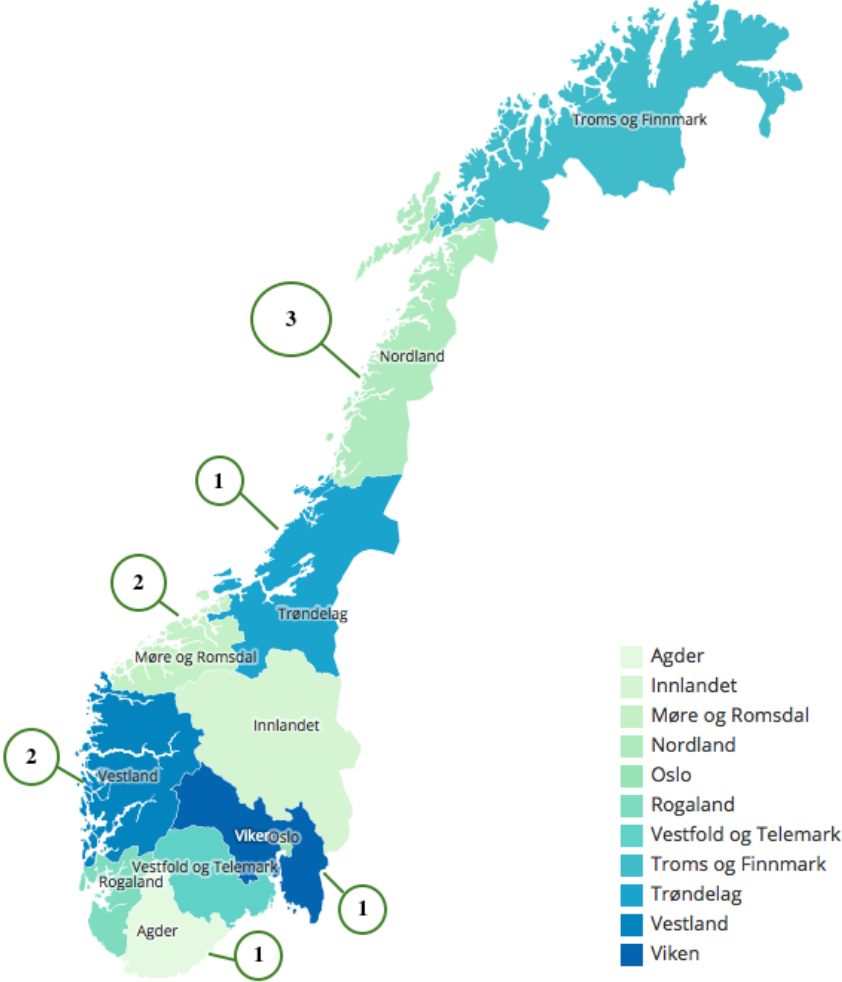 Troms og Finnmark
3
Nordland
1
2
Trøndelag
Møre og Romsdal
Innlandet
2
Vestland
Viken
Oslo
Vestfold og Telemark
Rogaland
1
Agder
1
Agder
Innlandet
Møre og Romsdal
Nordland
Oslo
Rogaland
Vestfold og Telemark
Troms og Finnmark
Trøndelag
Vestland
Viken